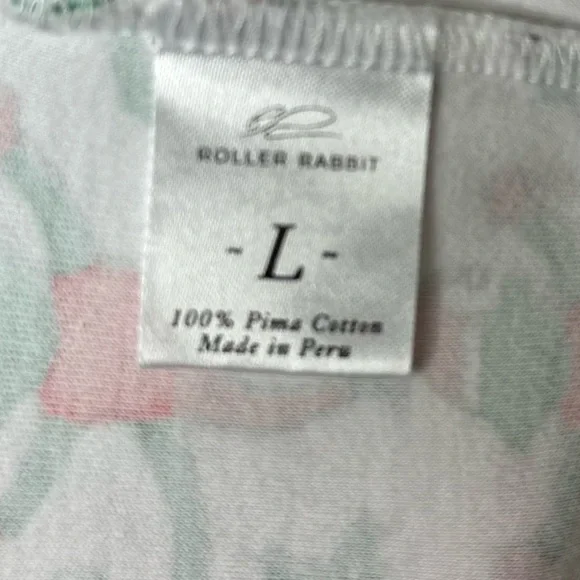 ROLLER RABBIT
- L -
100% Pima Cotton
Made in Peru